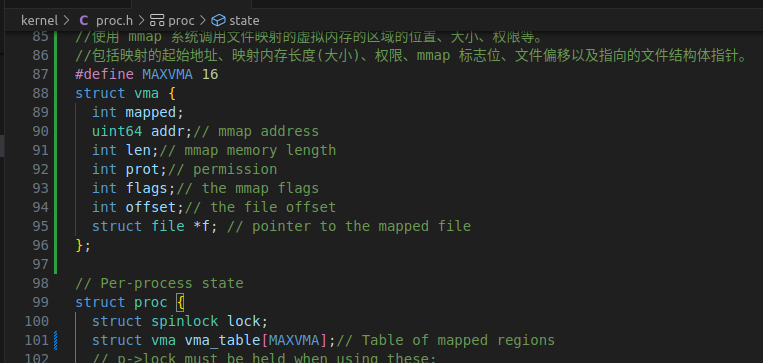 kernel > C proc.h > proc > state
85 //使用 mmap 系统调用文件映射的虚拟内存的区域的位置、大小、权限等。
86 //包括映射的起始地址、映射内存长度(大小)、权限、mmap 标志位、文件偏移以及指向的文件结构体指针。
87 #define MAXVMA 16
88 struct vma {
89 int mapped;
90 uint64 addr;// mmap address
91 int len;// mmap memory length
92 int prot;// permission
93 int flags;// the mmap flags
94 int offset;// the file offset
95 struct file *f; // pointer to the mapped file
96 };
97
98 // Per-process state
99 struct proc {
100 struct spinlock lock;
101 struct vma vma_table[MAXVMA];// Table of mapped regions
102 // p->lock must be held when using these: